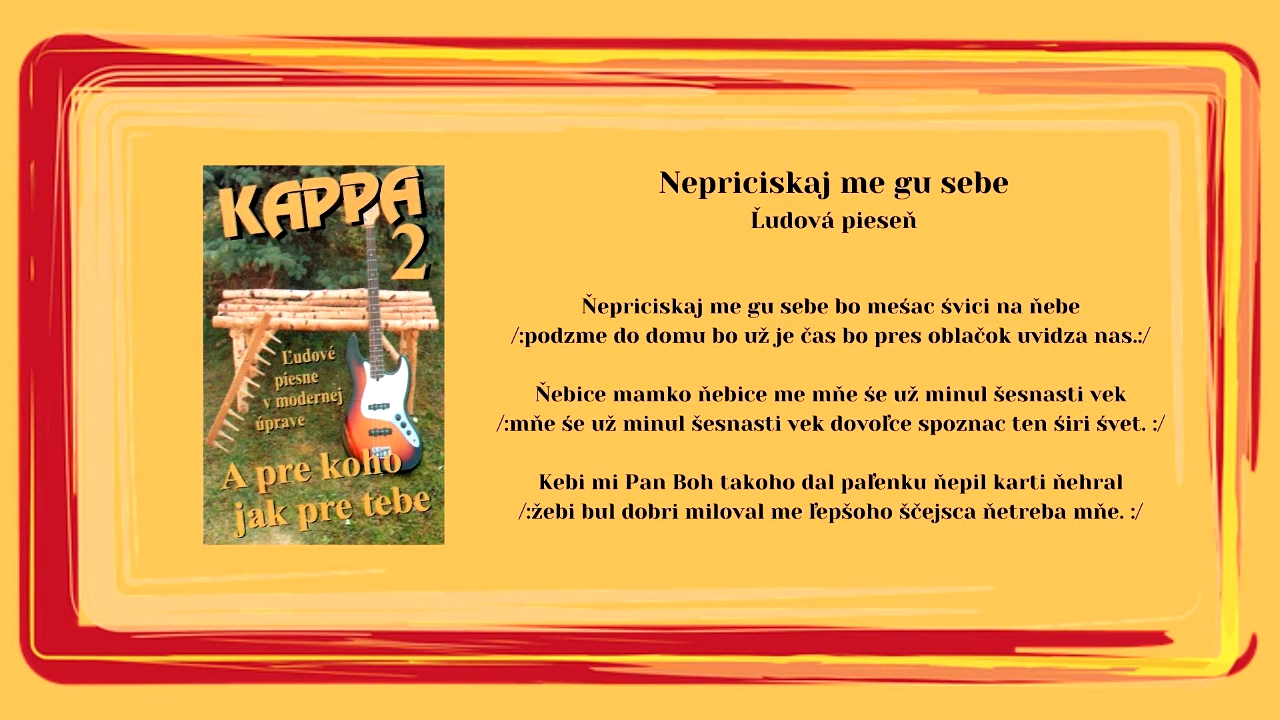 KAPPA
2
Ľudové
piesne
v modernej
úprave
A pre koho
jak pre tebe
Nepriciskaj me gu sebe
Ľudová pieseň
Ňepriciskaj me gu sebe bo meśac śvici na ňebe
/:podzme do domu bo už je čas bo pres oblačok uvidza nas.:/
Ňebice mamko ňebice me mňe śe už minul šesnasti vek
/:mňe śe už minul šesnasti vek dovoľce spoznac ten śiri śvet. :/
Kebi mi Pan Boh takoho dal paľenku ňepil karti ňehral
/:žebi bul dobri miloval me ľepšoho ščejsca ňetreba mňe. :/